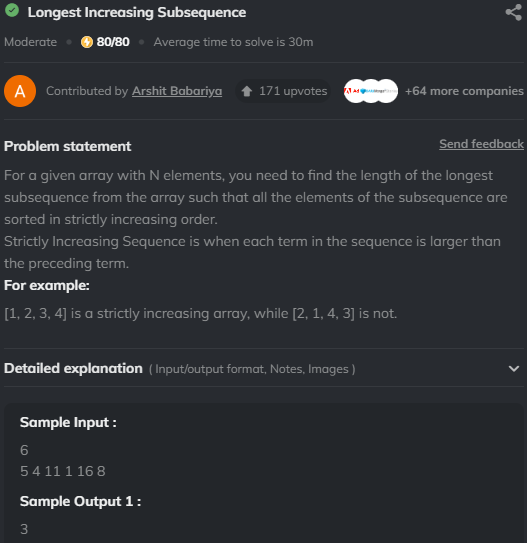 Longest Increasing Subsequence
Moderate • 80/80 • Average time to solve is 30m
A Contributed by Arshit Babariya 171 upvotes Ad +64 more companies
Problem statement Send feedback
For a given array with N elements, you need to find the length of the longest
subsequence from the array such that all the elements of the subsequence are
sorted in strictly increasing order.
Strictly Increasing Sequence is when each term in the sequence is larger than
the preceding term.
For example:
[1, 2, 3, 4] is a strictly increasing array, while [2, 1, 4, 3] is not.
Detailed explanation ( Input/output format, Notes, Images )
Sample Input :
6
5 4 11 1 16 8
Sample Output 1 :
3